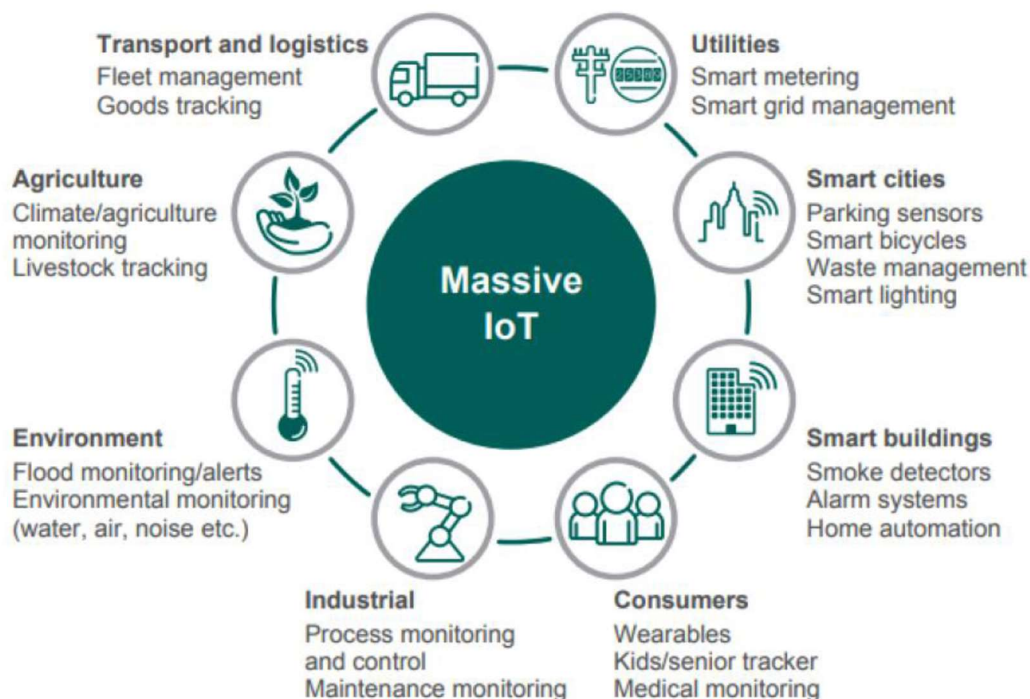 Transport and logistics
Fleet management
Goods tracking
Utilities
Smart metering
Smart grid management
Agriculture
Climate/agriculture
monitoring
Livestock tracking
Smart cities
Parking sensors
Smart bicycles
Waste management
Smart lighting
Massive
IoT
Environment
Flood monitoring/alerts
Environmental monitoring
(water, air, noise etc.)
Smart buildings
Smoke detectors
Alarm systems
Home automation
Industrial
Process monitoring
and control
Maintenance monitoring
Consumers
Wearables
Kids/senior tracker
Medical monitoring